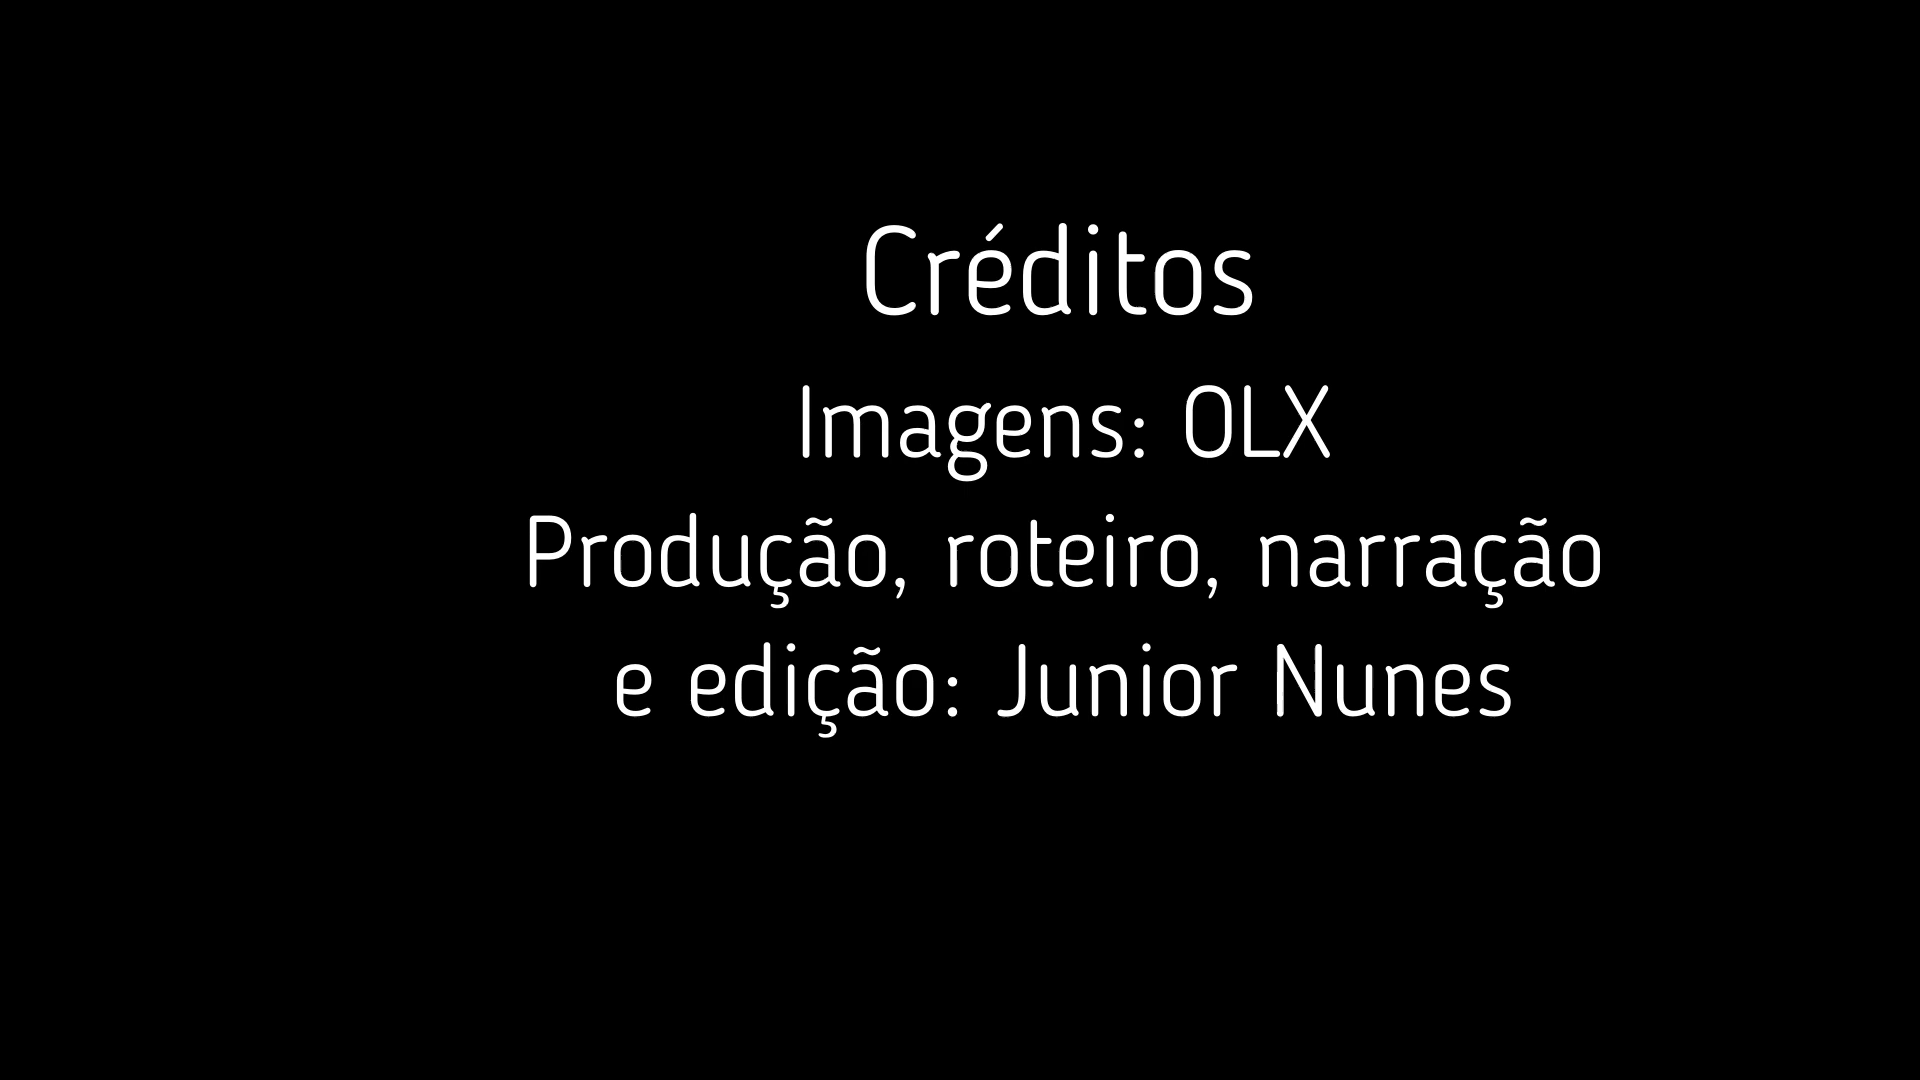 Créditos
Imagens: OLX
Produção, roteiro, narração
e edição: Junior Nunes